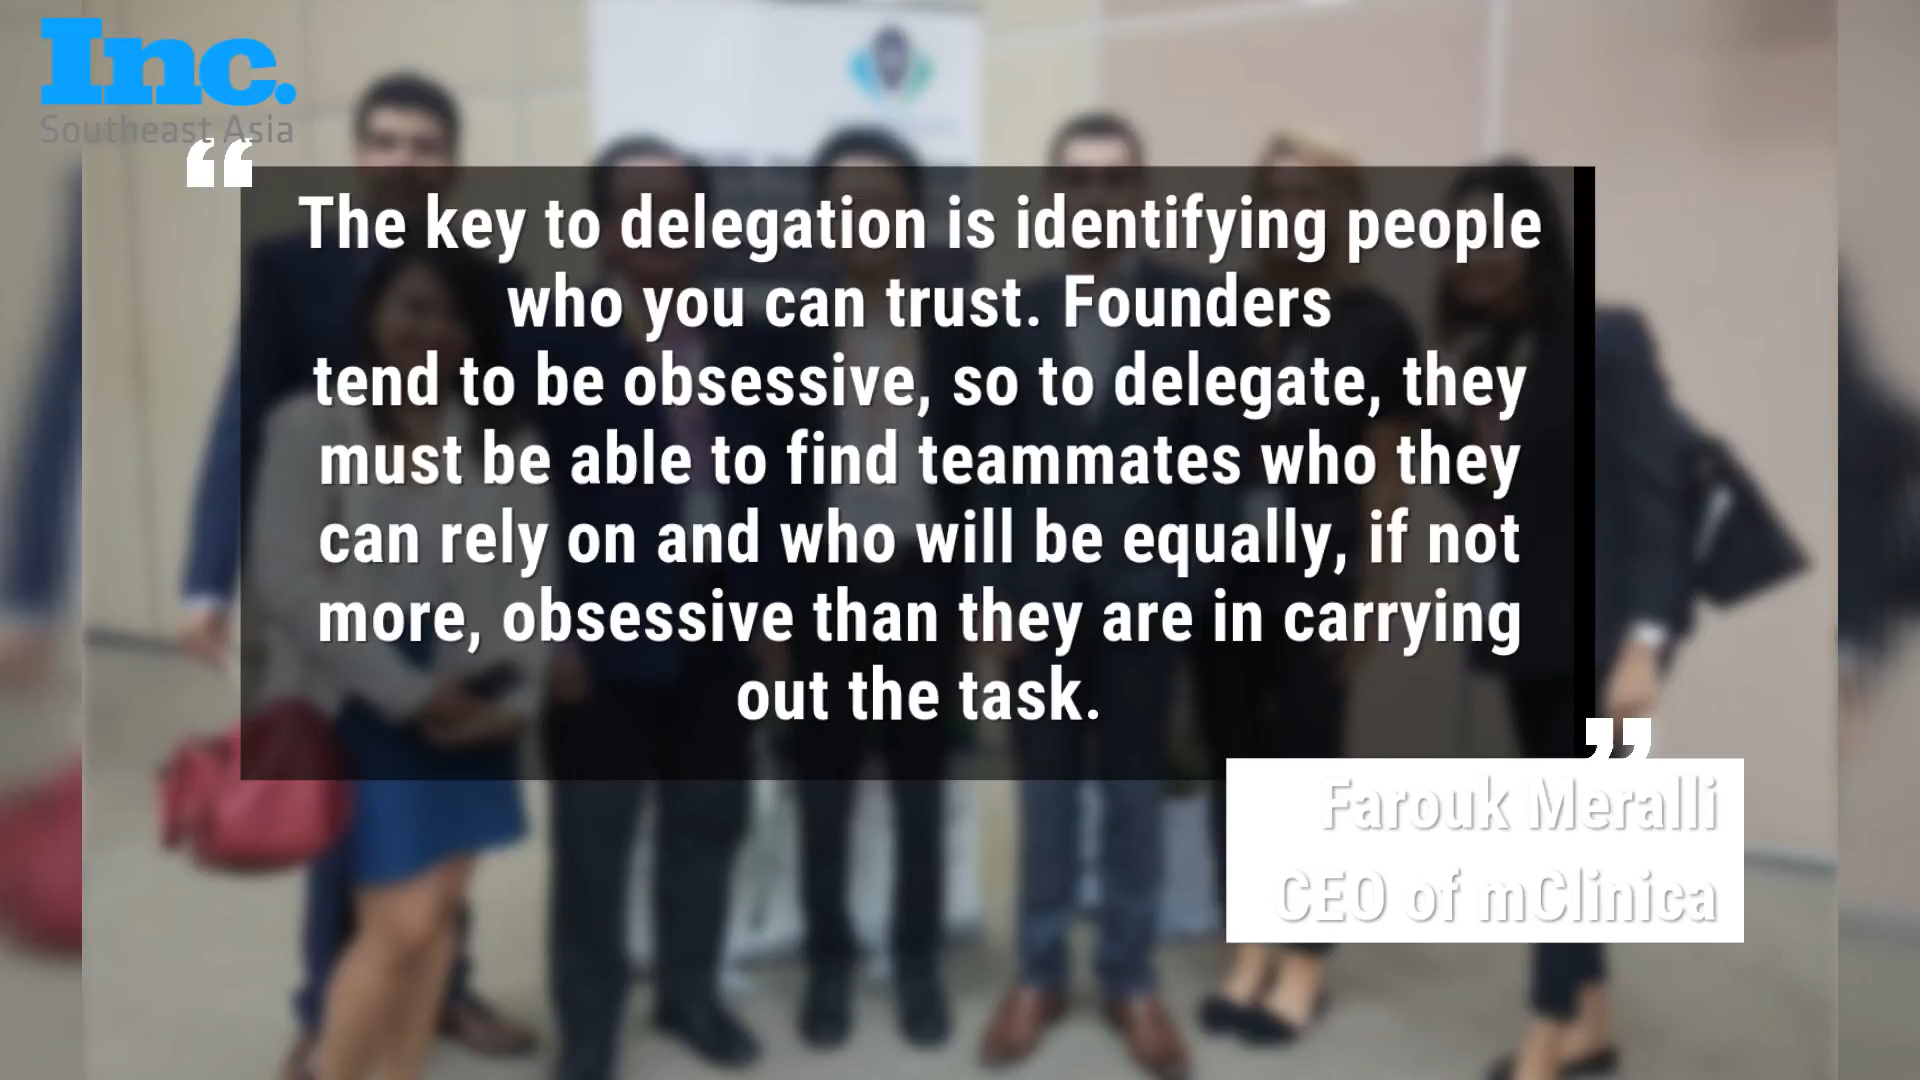 Inc.
Southeast Asia
“
The key to delegation is identifying people
who you can trust. Founders
tend to be obsessive, so to delegate, they
must be able to find teammates who they
can rely on and who will be equally, if not
more, obsessive than they are in carrying
out the task.
”
Farouk Meralli
CEO of mClinica